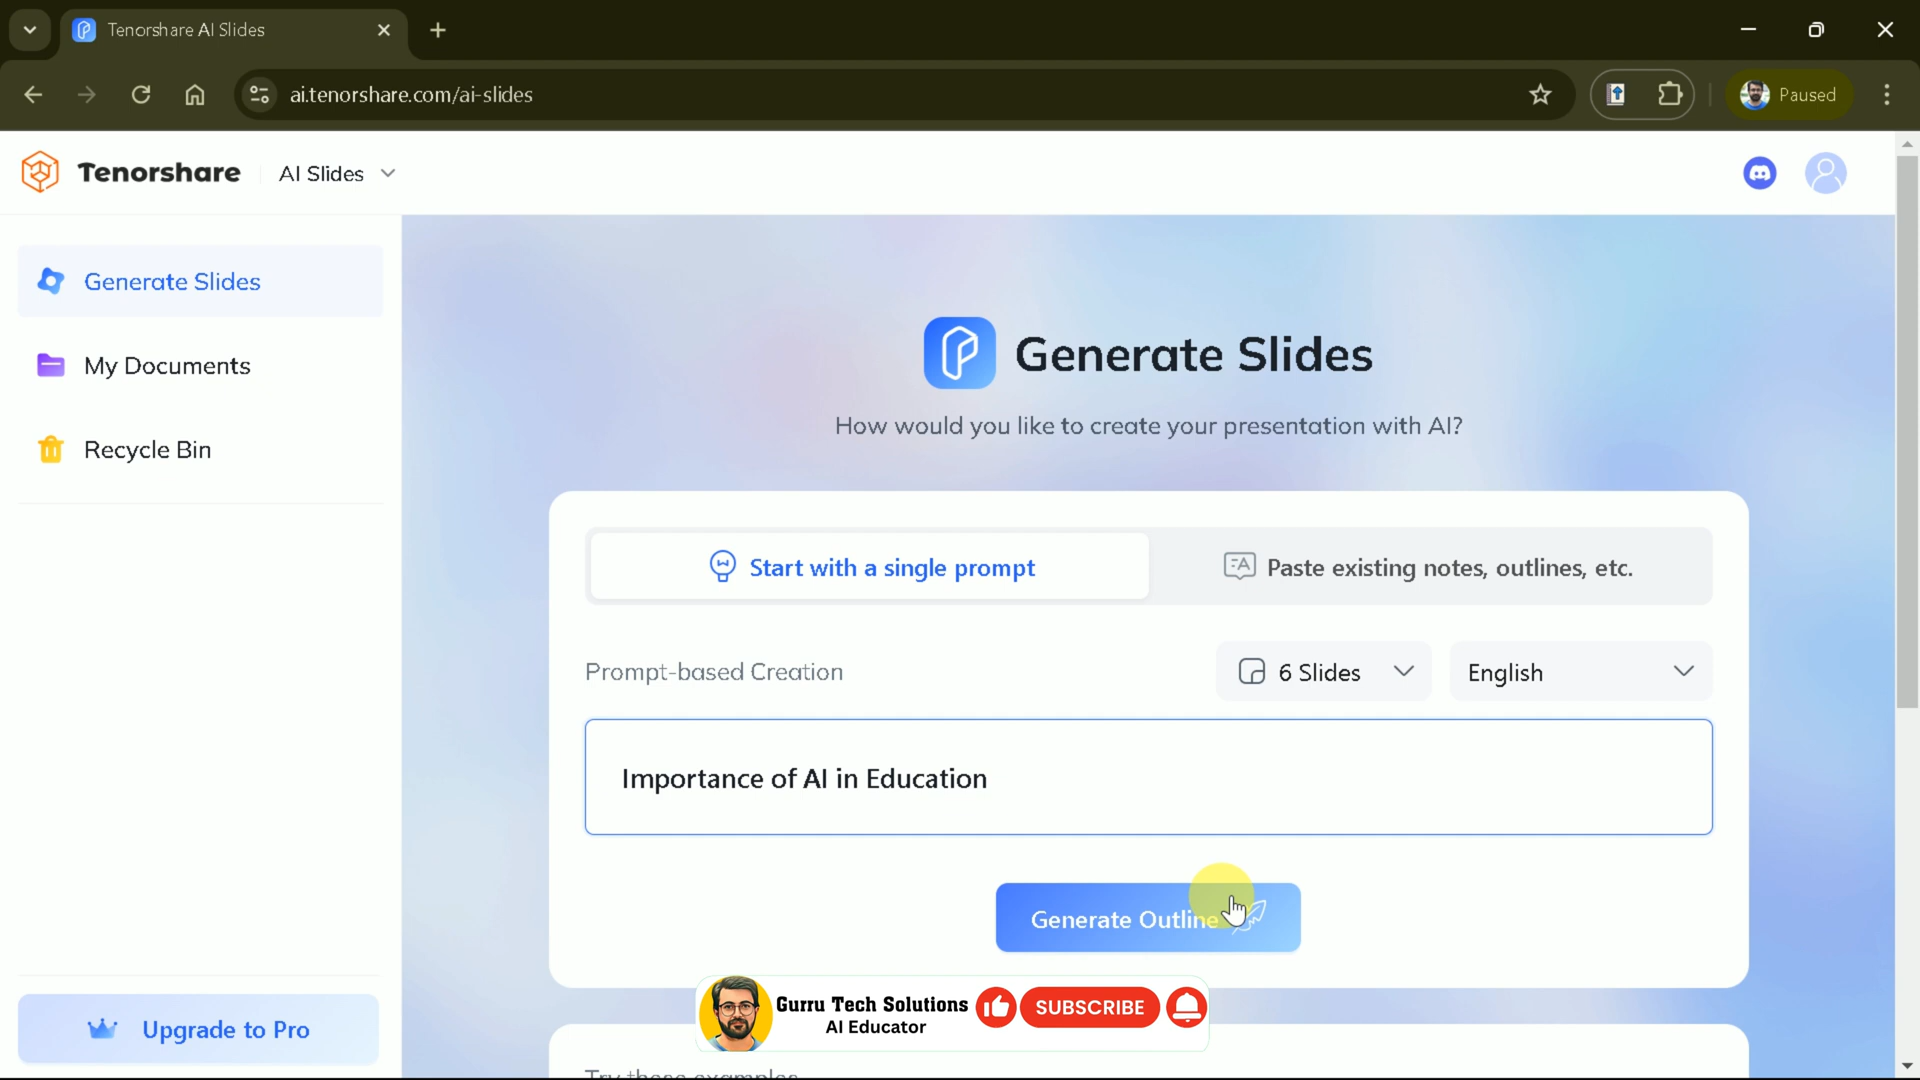 Tenorshare AI Slides
ai.tenorshare.com/ai-slides
Paused
Tenorshare
AI Slides
Generate Slides
My Documents
Recycle Bin
Generate Slides
How would you like to create your presentation with AI?
Start with a single prompt
Paste existing notes, outlines, etc.
Prompt-based Creation
6 Slides
English
Importance of AI in Education
Generate Outline
Gurru Tech Solutions
AI Educator
SUBSCRIBE
Upgrade to Pro
Try these examples